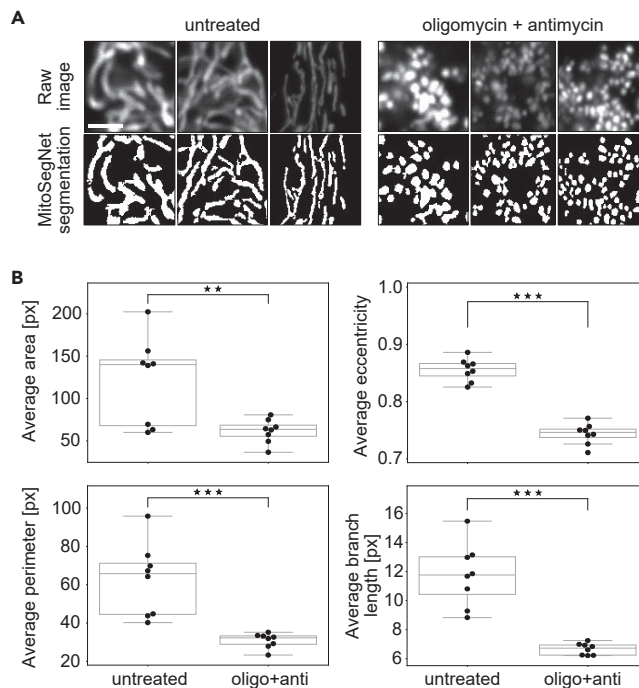 A
untreated
oligomycin + antimycin
Raw
image
MitoSegNet
segmentation
B
Average area [px]
200
150
100
50
★★
Average eccentricity
1.0
0.9
0.8
0.7
★★★
Average perimeter [px]
100
80
60
40
20
★★★
untreated
oligo+anti
Average branch
length [px]
16
14
12
10
8
6
★★★
untreated
oligo+anti